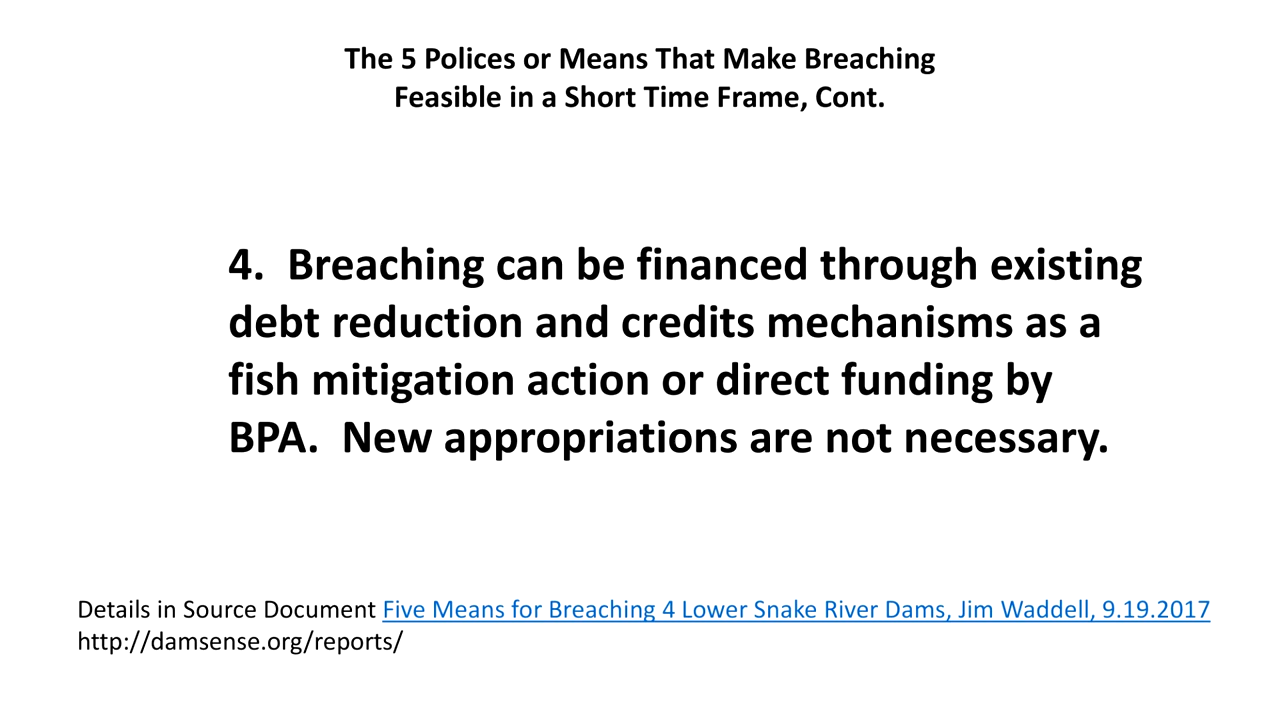 The 5 Polices or Means That Make Breaching
Feasible in a Short Time Frame, Cont.
4.  Breaching can be financed through existing
debt reduction and credits mechanisms as a
fish mitigation action or direct funding by
BPA.  New appropriations are not necessary.
Details in Source Document Five Means for Breaching 4 Lower Snake River Dams, Jim Waddell, 9.19.2017
http://damsense.org/reports/